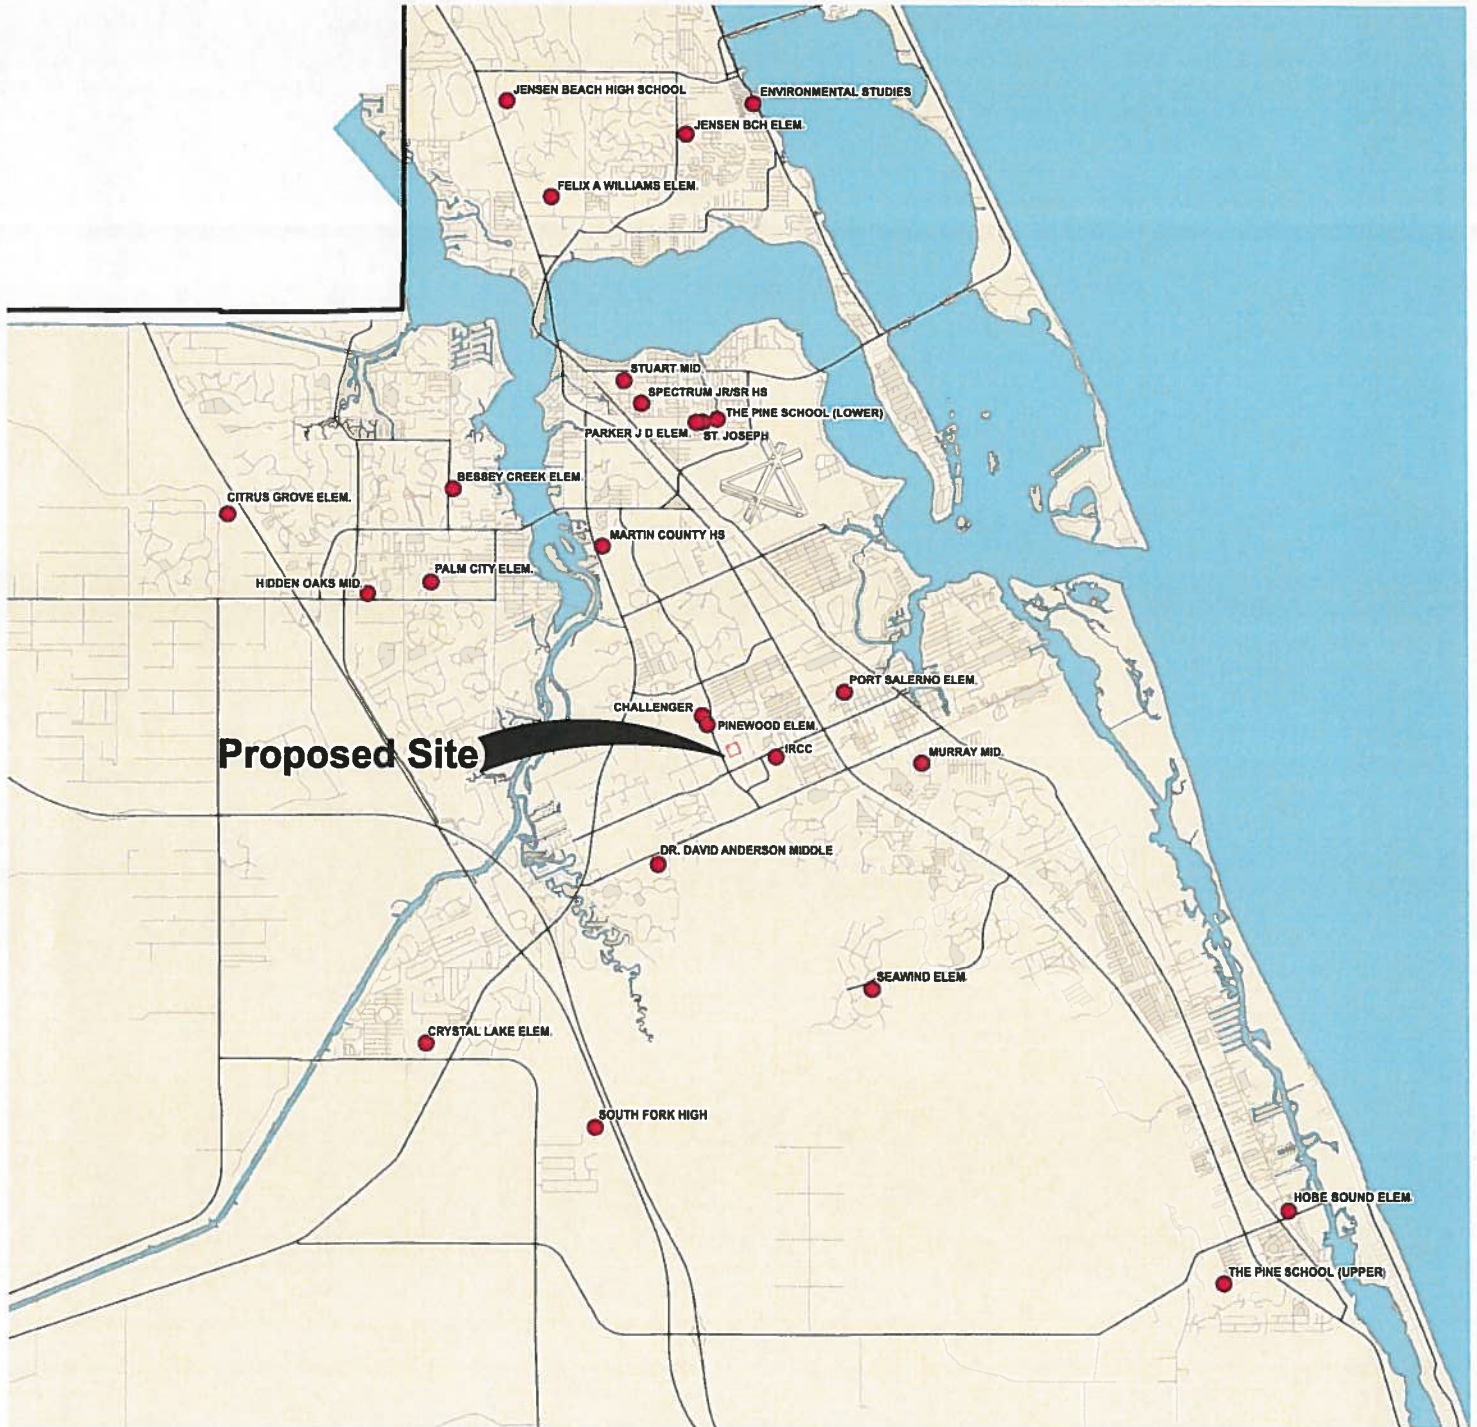 JENSEN BEACH HIGH SCHOOL
ENVIRONMENTAL STUDIES
JENSEN BCH ELEM.
FELIX A WILLIAMS ELEM.
STUART MID.
SPECTRUM JR/SR HS
THE PINE SCHOOL (LOWER)
PARKER J D ELEM.
ST. JOSEPH
BESSEY CREEK ELEM.
CITRUS GROVE ELEM.
MARTIN COUNTY HS
PALM CITY ELEM.
HIDDEN OAKS MID.
PORT SALERNO ELEM.
CHALLENGER
PINEWOOD ELEM.
Proposed Site
IRCC
MURRAY MID.
DR. DAVID ANDERSON MIDDLE
SEAWIND ELEM.
CRYSTAL LAKE ELEM.
SOUTH FORK HIGH
HOBE SOUND ELEM.
THE PINE SCHOOL (UPPER)